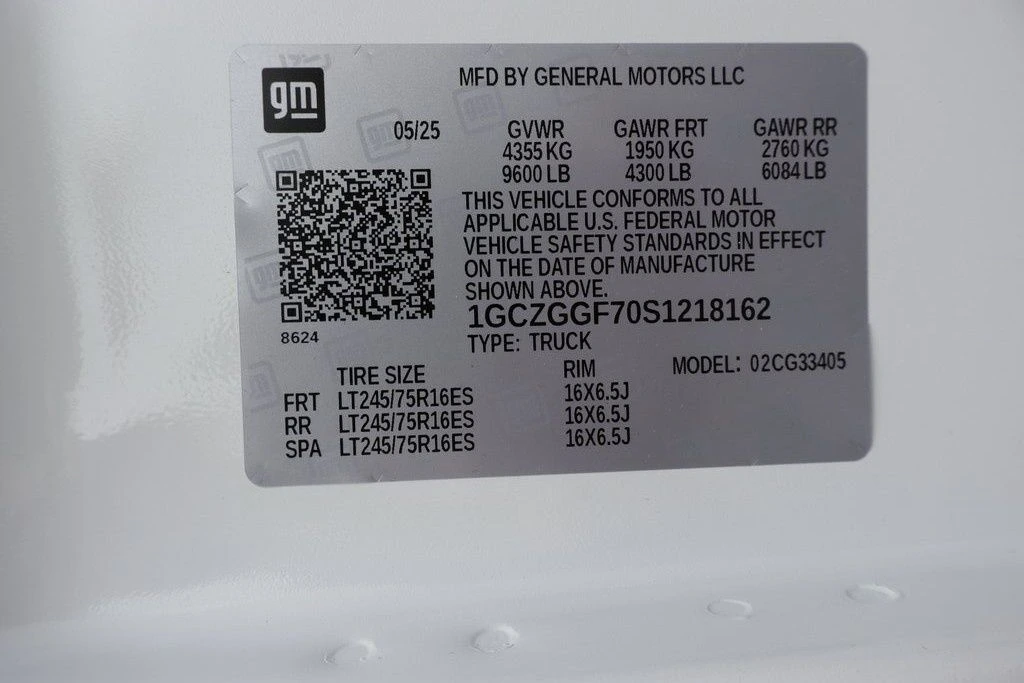 gm
MFD BY GENERAL MOTORS LLC
05/25 GVWR GAWR FRT GAWR RR
4355 KG 1950 KG 2760 KG
9600 LB 4300 LB 6084 LB
THIS VEHICLE CONFORMS TO ALL
APPLICABLE U.S. FEDERAL MOTOR
VEHICLE SAFETY STANDARDS IN EFFECT
ON THE DATE OF MANUFACTURE
SHOWN ABOVE.
8624
1GCZGGF70S1218162
TYPE: TRUCK
TIRE SIZE RIM MODEL: 02CG33405
FRT LT245/75R16ES 16X6.5J
RR LT245/75R16ES 16X6.5J
SPA LT245/75R16ES 16X6.5J